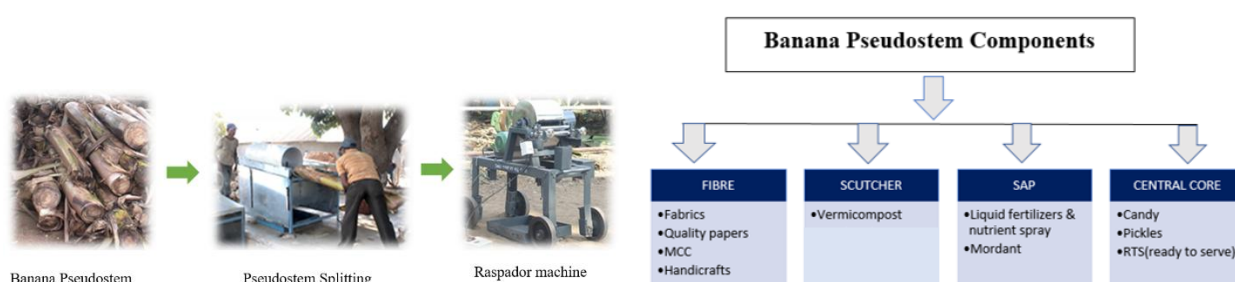 Banana Pseudostem
Pseudostem Splitting
Raspador machine
Banana Pseudostem Components
FIBRE
•Fabrics
•Quality papers
•MCC
•Handicrafts
SCUTCHER
•Vermicompost
SAP
•Liquid fertilizers &
nutrient spray
•Mordant
CENTRAL CORE
•Candy
•Pickles
•RTS(ready to serve)